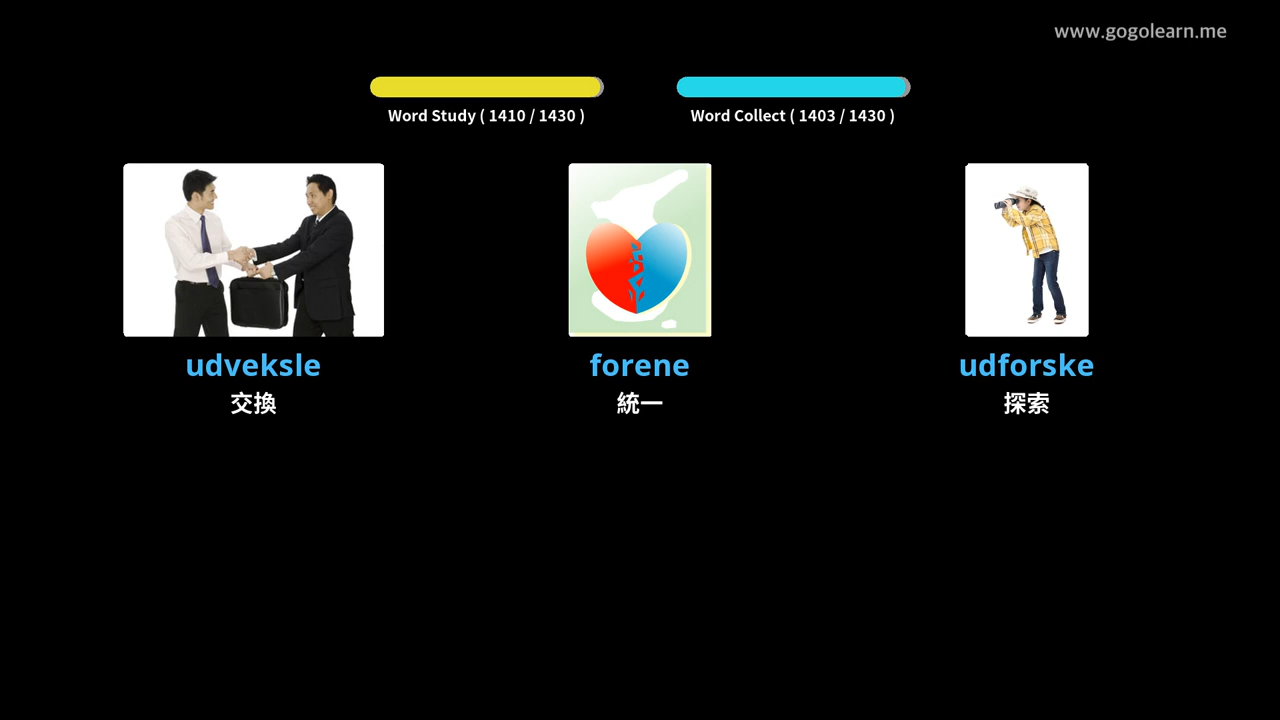 www.gogolearn.me
Word Study ( 1410 / 1430 )
Word Collect ( 1403 / 1430 )
udveksle
forene
udforske
交換
統一
探索